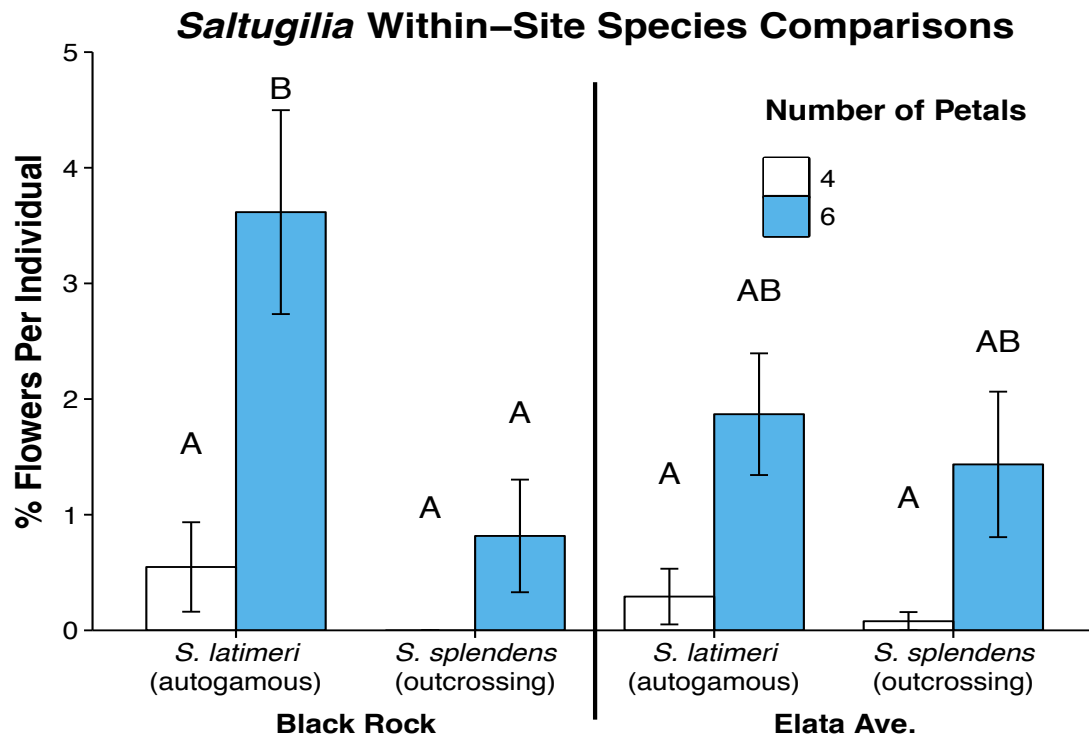 Saltugilia Within–Site Species Comparisons
% Flowers Per Individual
5
4
3
2
1
0
B
A
A
A
AB
A
AB
A
Number of Petals
4
6
S. latimeri
(autogamous)
S. splendens
(outcrossing)
S. latimeri
(autogamous)
S. splendens
(outcrossing)
Black Rock
Elata Ave.